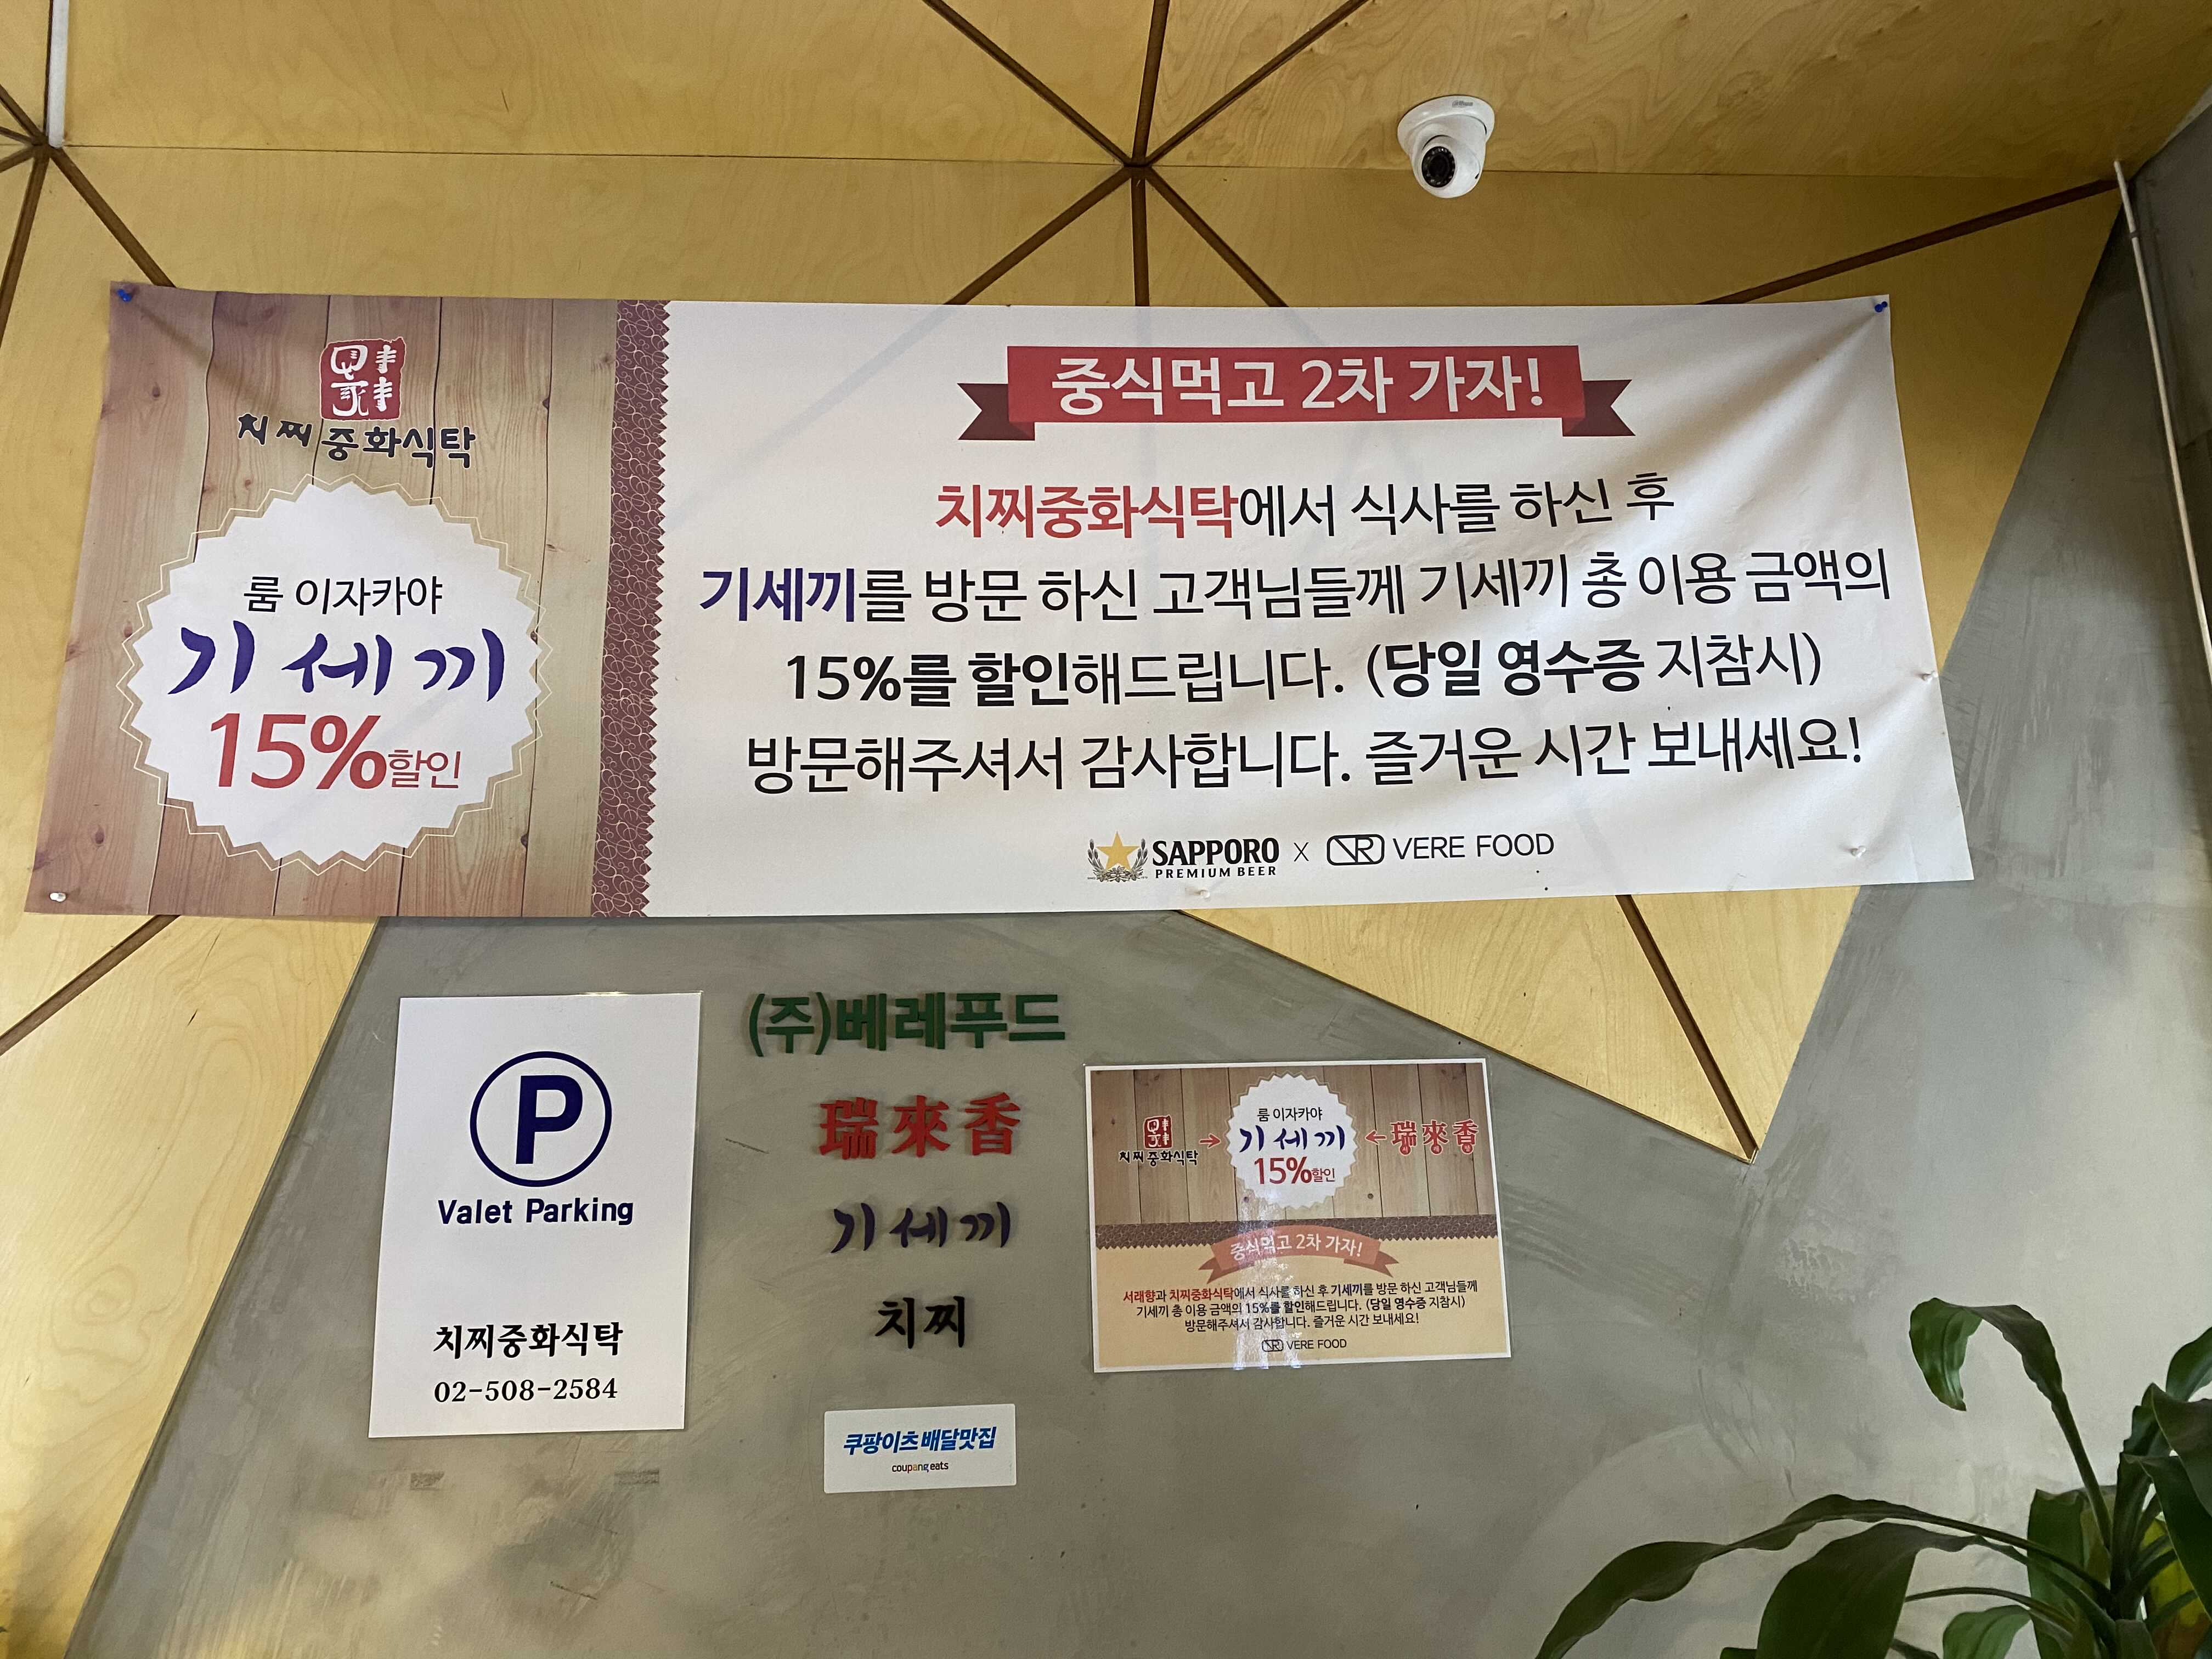 치찌중화식탁
룸 이자카야
기세끼
15%할인
중식먹고 2차 가자!
치찌중화식탁에서 식사를 하신 후
기세끼를 방문 하신 고객님들께 기세끼 총 이용 금액의
15%를 할인해드립니다. (당일 영수증 지참시)
방문해주셔서 감사합니다. 즐거운 시간 보내세요!
SAPPORO
PREMIUM BEER
X
VERE FOOD
P
Valet Parking
치찌중화식탁
02-508-2584
(주)베레푸드
瑞來香
기세끼
치찌
쿠팡이츠 배달맛집
coupang eats
치찌중화식탁
룸 이자카야
기세끼
15%할인
瑞來香
중식먹고 2차 가자!
서래향과 치찌중화식탁에서 식사를 하신 후 기세끼를 방문 하신 고객님들께
기세끼 총 이용 금액의 15%를 할인해드립니다. (당일 영수증 지참시)
방문해주셔서 감사합니다. 즐거운 시간 보내세요!
VERE FOOD